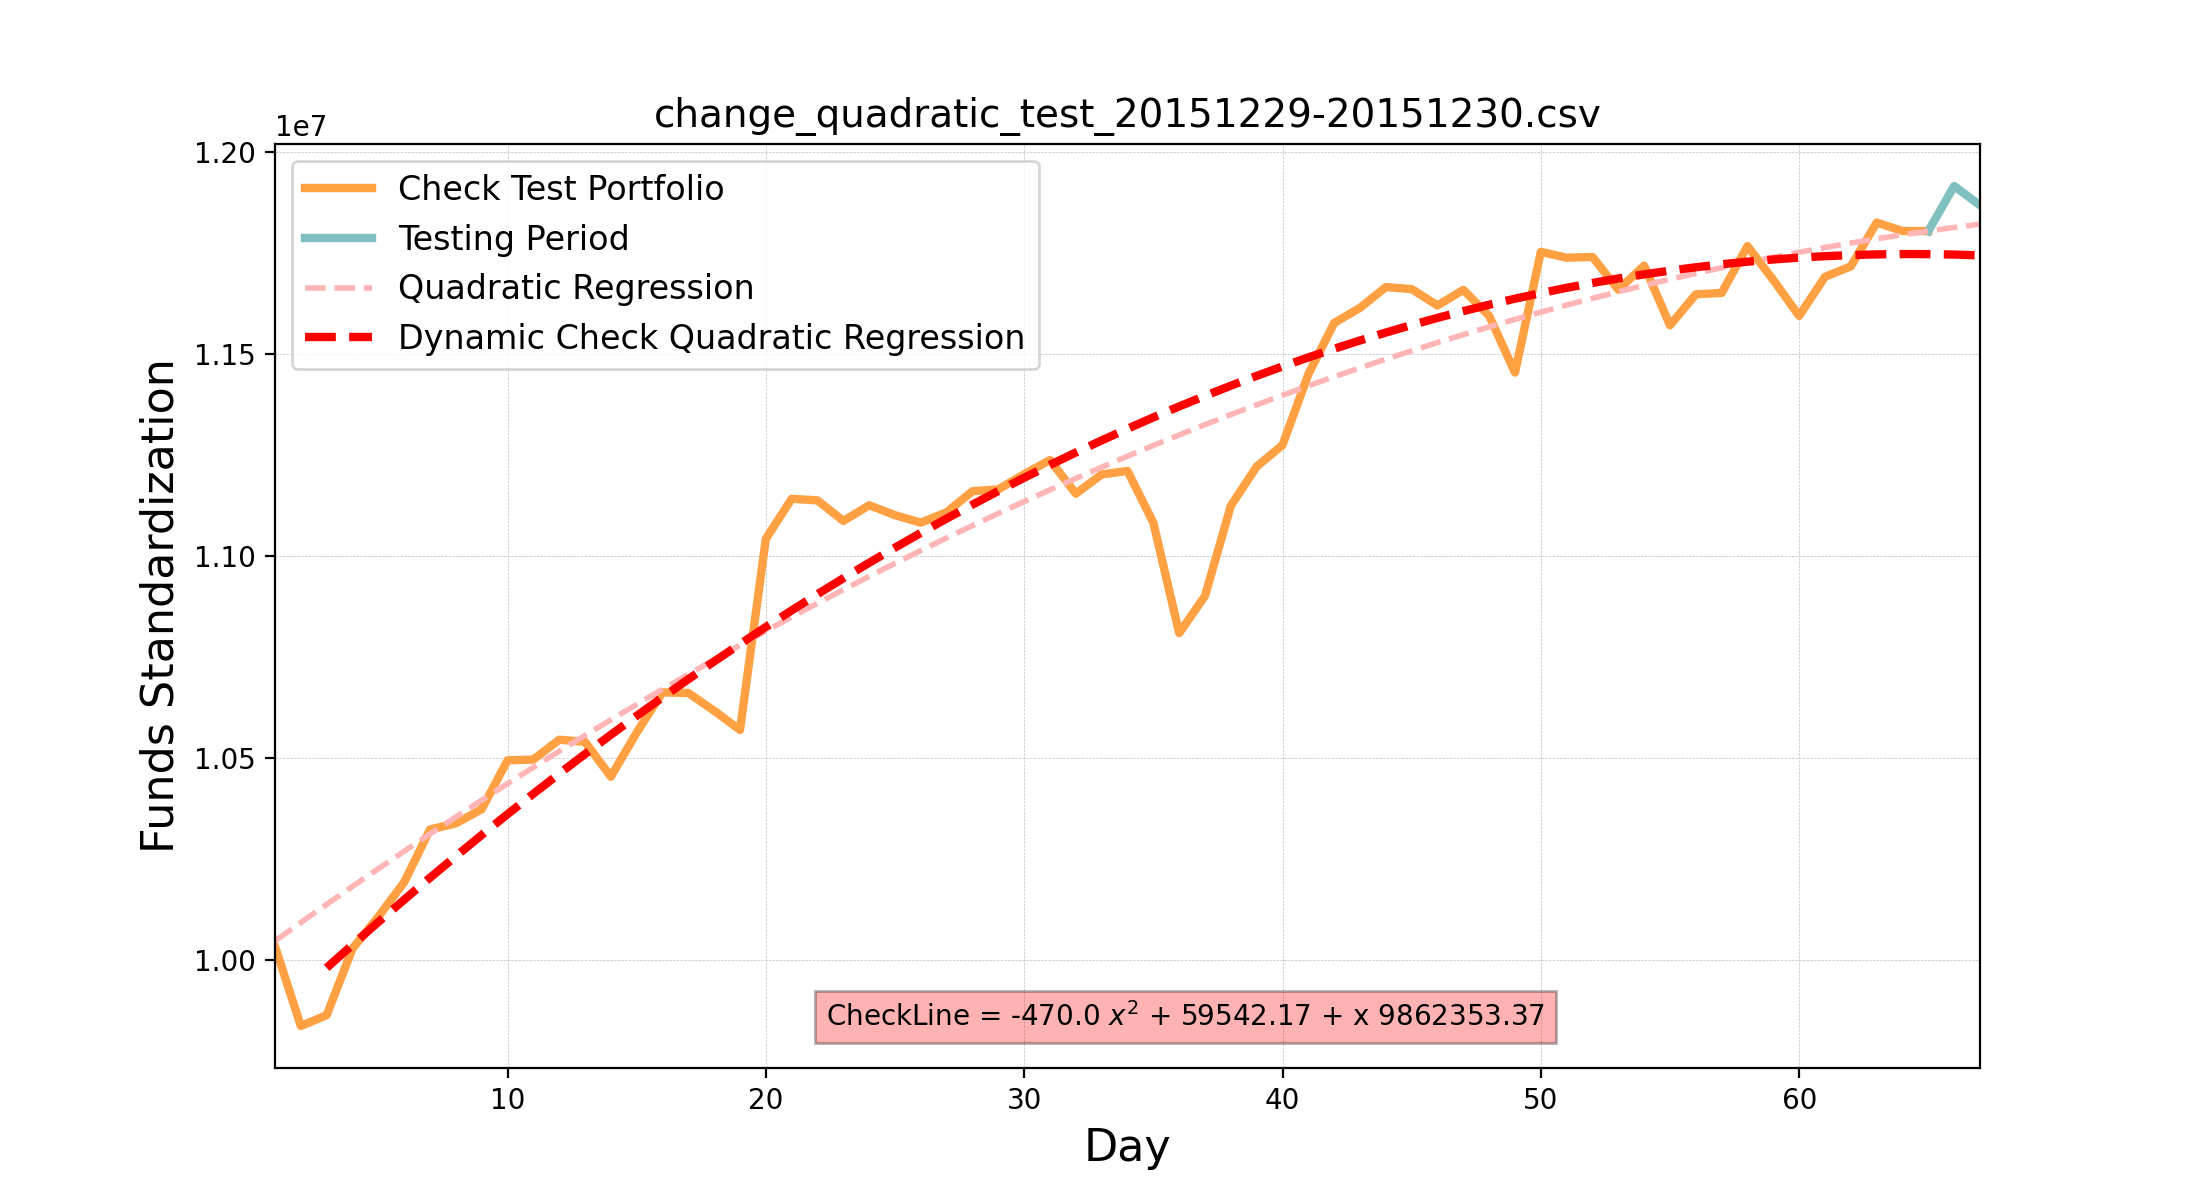 change_quadratic_test_20151229-20151230.csv
1e7
1.20
1.15
1.10
1.05
1.00
Funds Standardization
Check Test Portfolio
Testing Period
Quadratic Regression
Dynamic Check Quadratic Regression
CheckLine = -470.0 x² + 59542.17 + x 9862353.37
10 20 30 40 50 60
Day